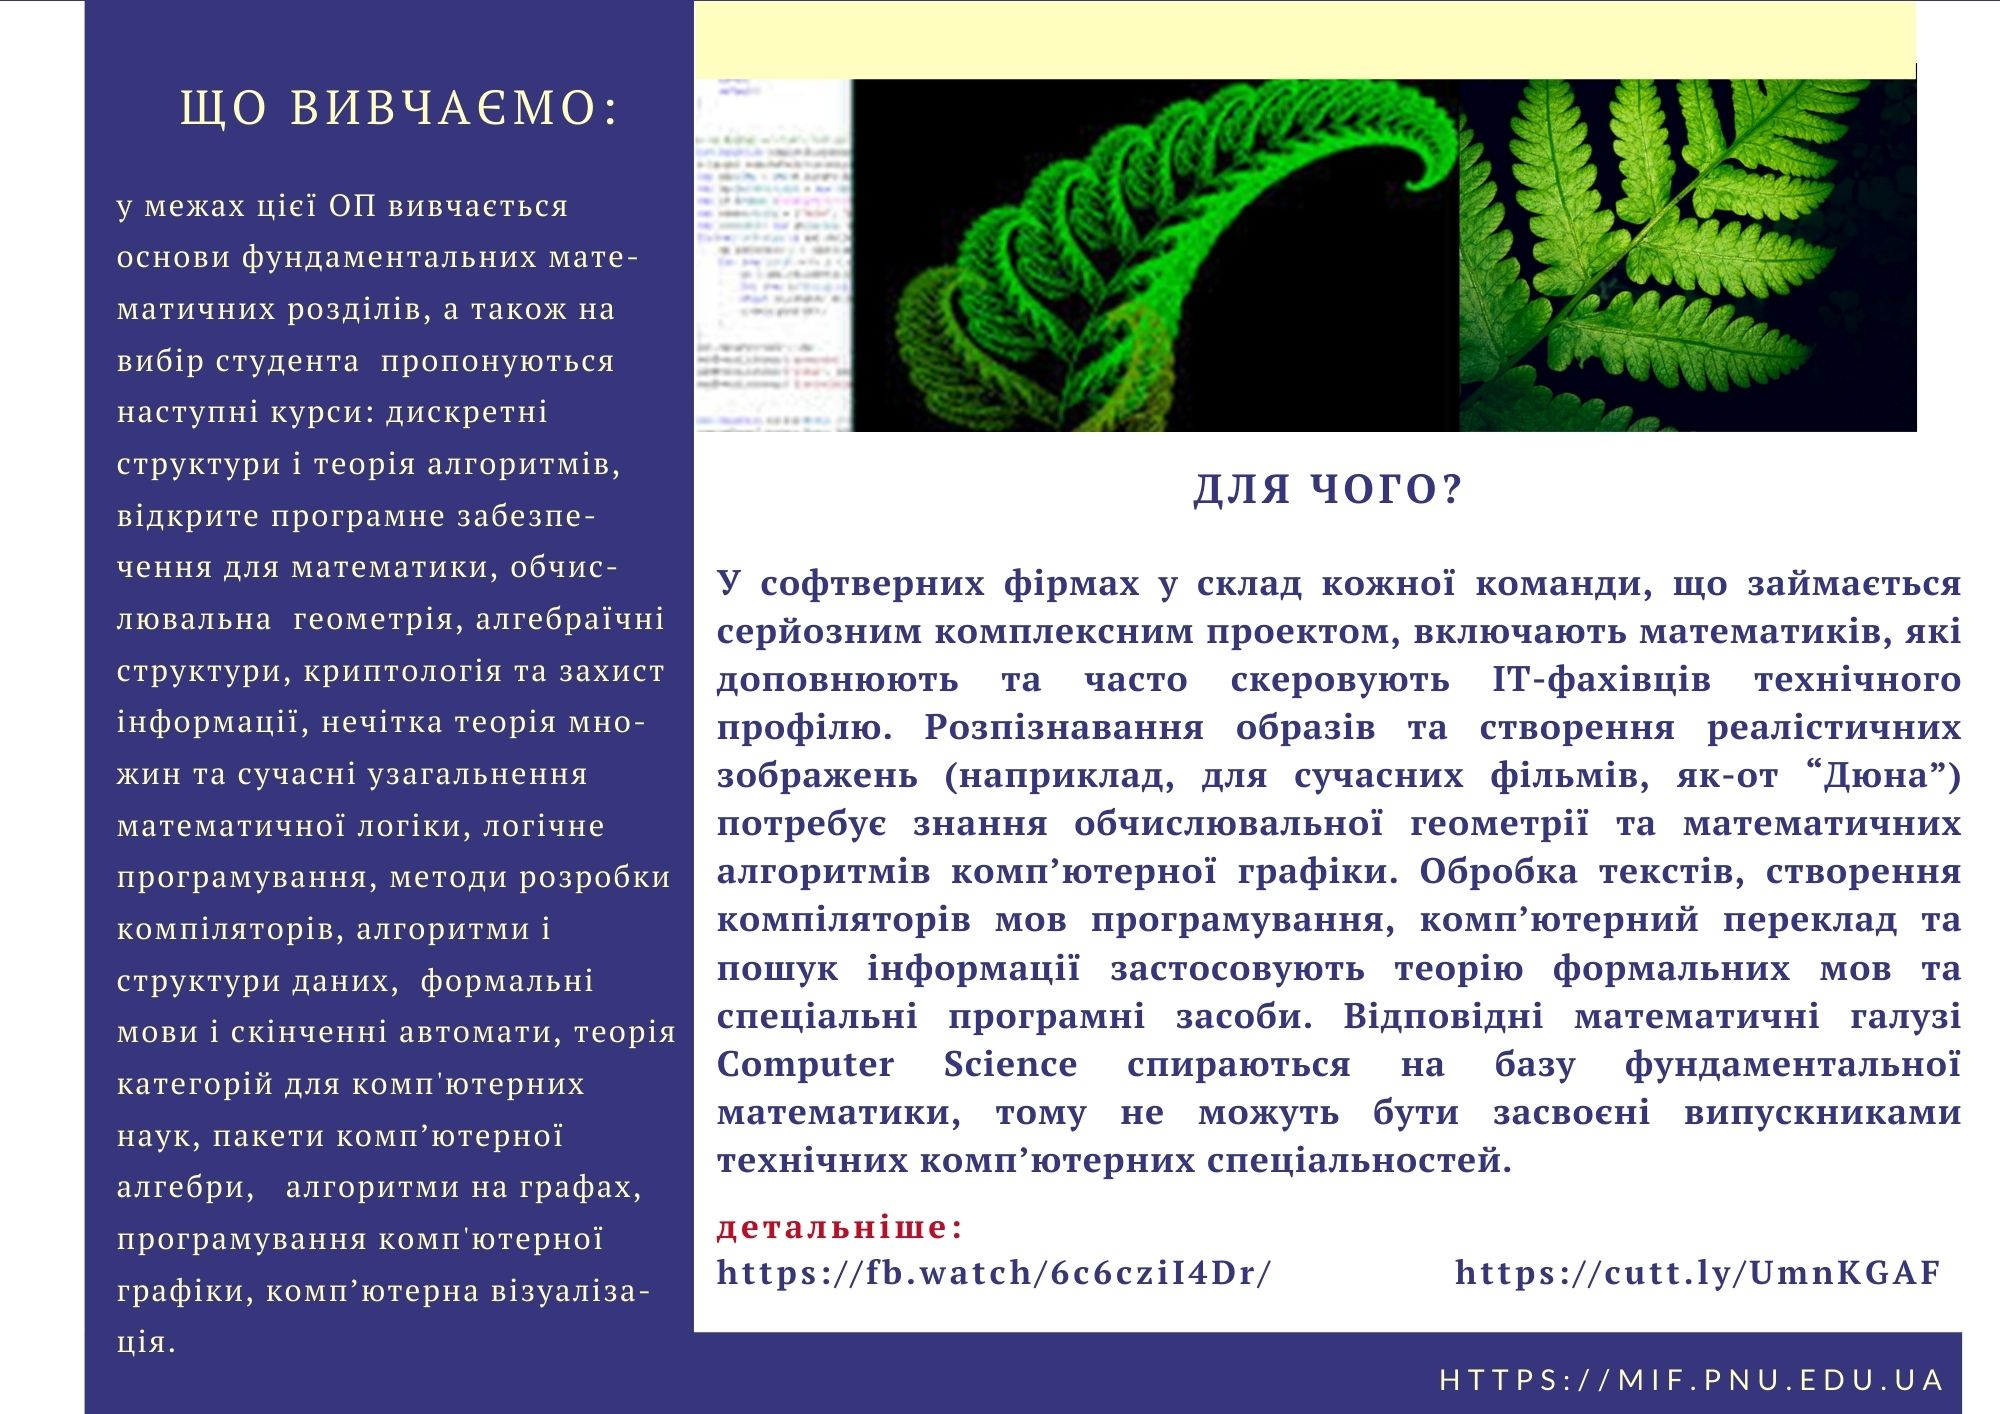 ЩО ВИВЧАЄМО:
у межах цієї ОП вивчається
основи фундаментальних мате-
матичних розділів, а також на
вибір студента пропонуються
наступні курси: дискретні
структури і теорія алгоритмів,
відкрите програмне забезпе-
чення для математики, обчис-
лювальна геометрія, алгебраїчні
структури, криптологія та захист
інформації, нечітка теорія мно-
жин та сучасні узагальнення
математичної логіки, логічне
програмування, методи розробки
компіляторів, алгоритми і
структури даних, формальні
мови і скінченні автомати, теорія
категорій для комп'ютерних
наук, пакети комп’ютерної
алгебри, алгоритми на графах,
програмування комп'ютерної
графіки, комп’ютерна візуаліза-
ція.
ДЛЯ ЧОГО?
У софтверних фірмах у склад кожної команди, що займається
серйозним комплексним проектом, включають математиків, які
доповнюють та часто скеровують ІТ-фахівців технічного
профілю. Розпізнавання образів та створення реалістичних
зображень (наприклад, для сучасних фільмів, як-от “Дюна”)
потребує знання обчислювальної геометрії та математичних
алгоритмів комп’ютерної графіки. Обробка текстів, створення
компіляторів мов програмування, комп’ютерний переклад та
пошук інформації застосовують теорію формальних мов та
спеціальні програмні засоби. Відповідні математичні галузі
Computer Science спираються на базу фундаментальної
математики, тому не можуть бути засвоєні випускниками
технічних комп’ютерних спеціальностей.
детальніше:
https://fb.watch/6c6cziI4Dr/ https://cutt.ly/UmnKGAF
HTTPS://MIF.PNU.EDU.UA